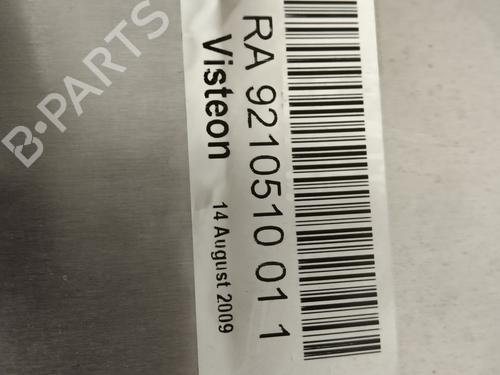 RA 9210510 01 1
Visteon
14 August 2009
B-PARTS